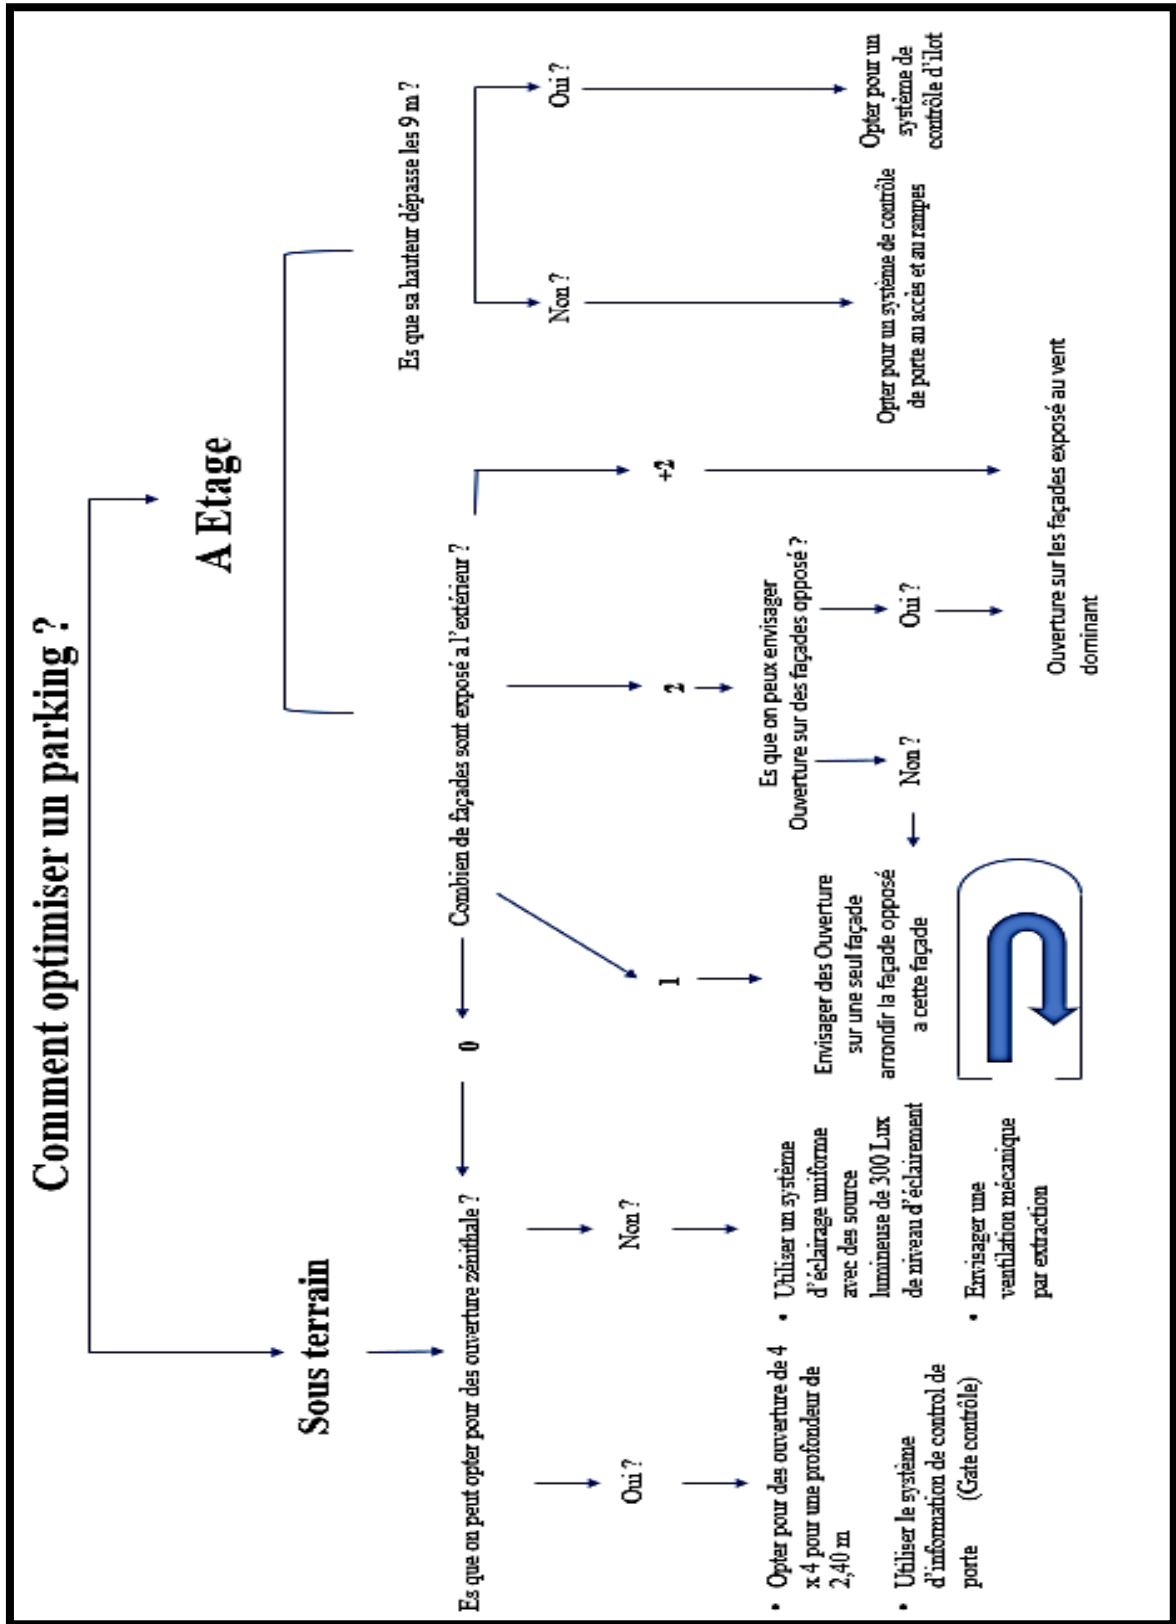 Comment optimiser un parking ?
Sous terrain
A Etage
Es que on peut opter pour des ouverture zénithale ?
Oui ?
• Opter pour des ouverture de 4
x 4 pour une profondeur de
2,40 m
• Utiliser le système
d'information de control de
porte (Gate contrôle)
Non ?
• Utiliser un système
d'éclairage uniforme
avec des source
lumineuse de 300 Lux
de niveau d'éclairement
• Envisager une
ventilation mécanique
par extraction
Combien de façades sont exposé a l'extérieur ?
0
1
Envisager des Ouverture
sur une seul façade
arrondir la façade opposé
a cette façade
2
Es que on peux envisager
Ouverture sur des façades opposé ?
Non ?
Oui ?
+2
Ouverture sur les façades exposé au vent
dominant
Es que sa hauteur dépasse les 9 m ?
Non ?
Opter pour un système de contrôle
de porte au accès et au rampes
Oui ?
Opter pour un
système de
contrôle d'ilot